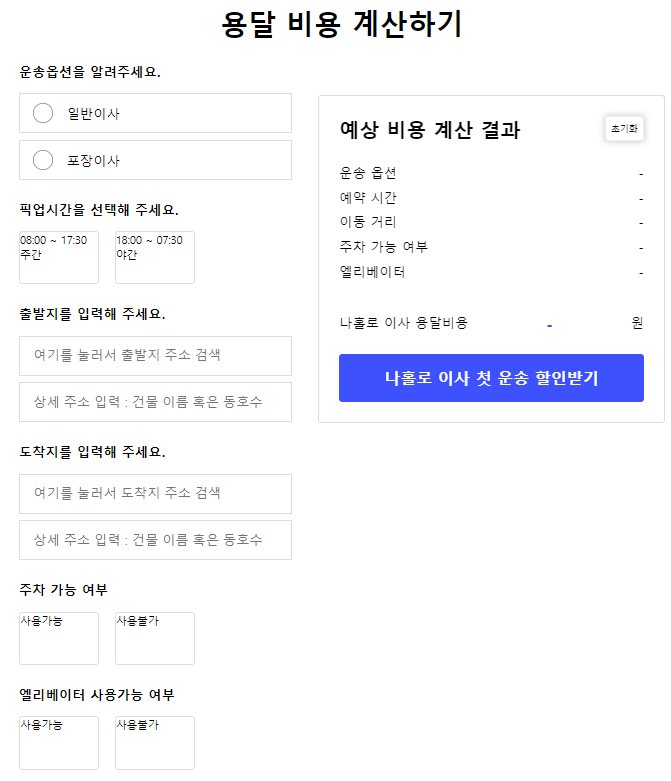 용달 비용 계산하기
운송옵션을 알려주세요.
일반이사
포장이사
픽업시간을 선택해 주세요.
08:00 ~ 17:30
주간
18:00 ~ 07:30
야간
출발지를 입력해 주세요.
여기를 눌러서 출발지 주소 검색
상세 주소 입력 : 건물 이름 혹은 동호수
도착지를 입력해 주세요.
여기를 눌러서 도착지 주소 검색
상세 주소 입력 : 건물 이름 혹은 동호수
주차 가능 여부
사용가능
사용불가
엘리베이터 사용가능 여부
사용가능
사용불가
예상 비용 계산 결과
초기화
운송 옵션 -
예약 시간 -
이동 거리 -
주차 가능 여부 -
엘리베이터 -
나홀로 이사 용달비용 - 원
나홀로 이사 첫 운송 할인받기